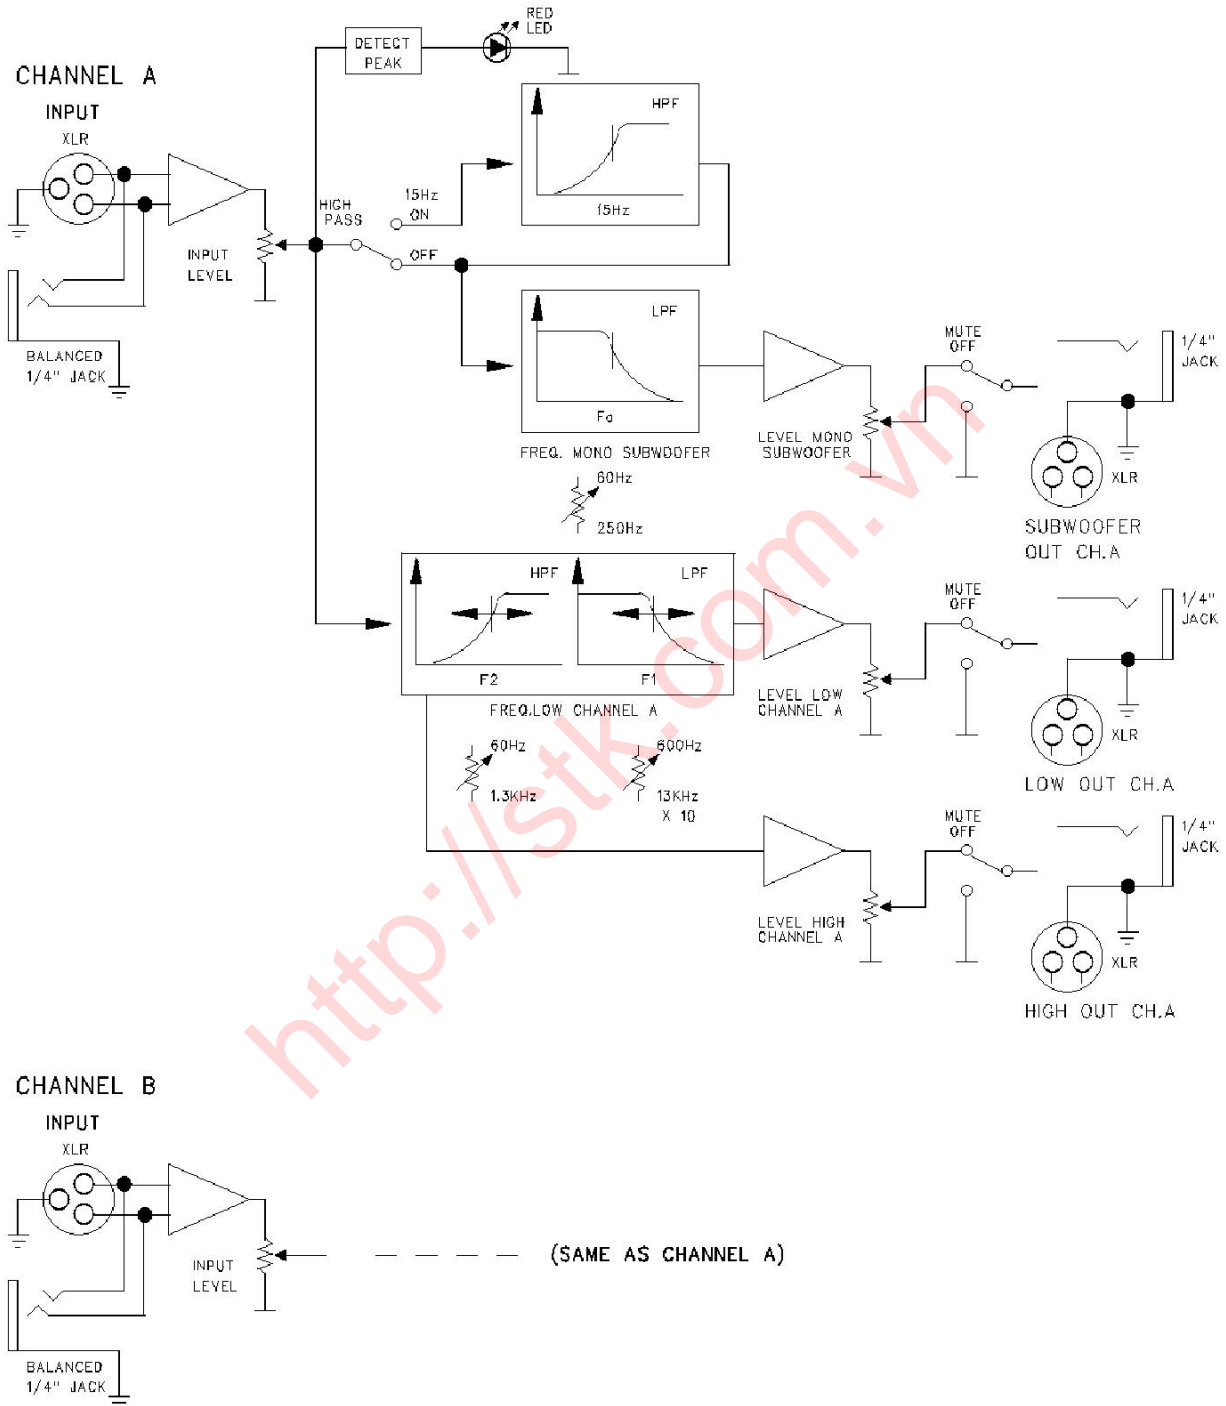 RED
LED
DETECT
PEAK
CHANNEL A
INPUT
XLR
HPF
15Hz
HIGH
PASS
15Hz
ON
OFF
INPUT
LEVEL
BALANCED
1/4" JACK
LPF
Fo
FREQ. MONO SUBWOOFER
60Hz
250Hz
LEVEL MONO
SUBWOOFER
MUTE
OFF
1/4"
JACK
XLR
SUBWOOFER
OUT CH.A
HPF
LPF
F2
F1
FREQ.LOW CHANNEL A
60Hz
1.3KHz
600Hz
13KHz
X 10
LEVEL LOW
CHANNEL A
MUTE
OFF
1/4"
JACK
XLR
LOW OUT CH.A
LEVEL HIGH
CHANNEL A
MUTE
OFF
1/4"
JACK
XLR
HIGH OUT CH.A
http://stk.com.vn
CHANNEL B
INPUT
XLR
INPUT
LEVEL
(SAME AS CHANNEL A)
BALANCED
1/4" JACK